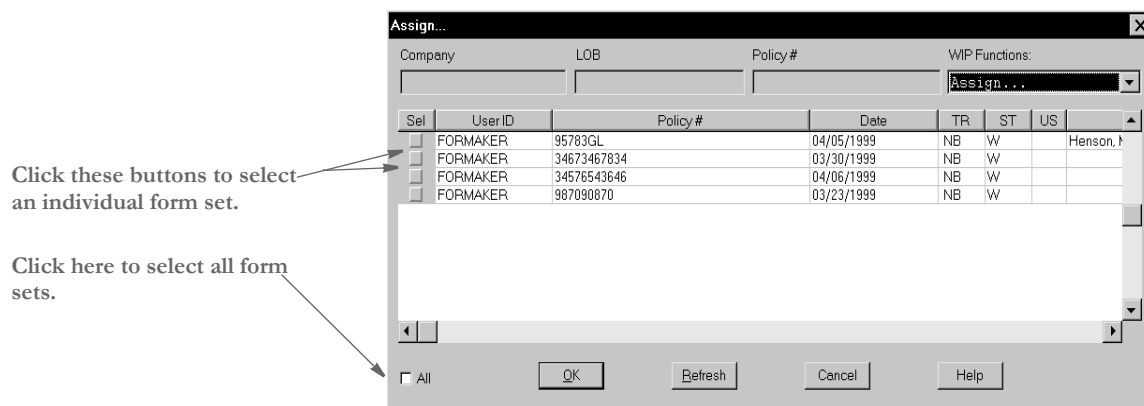 Assign...
Company LOB Policy # WIP Functions:
Assign...
Sel User ID Policy # Date TR ST US
FORMAKER 95783GL 04/05/1999 NB W Henson,
FORMAKER 34673467834 03/30/1999 NB W
FORMAKER 34576543646 04/06/1999 NB W
FORMAKER 987090870 03/23/1999 NB W
Click these buttons to select
an individual form set.
Click here to select all form
sets.
All OK Refresh Cancel Help